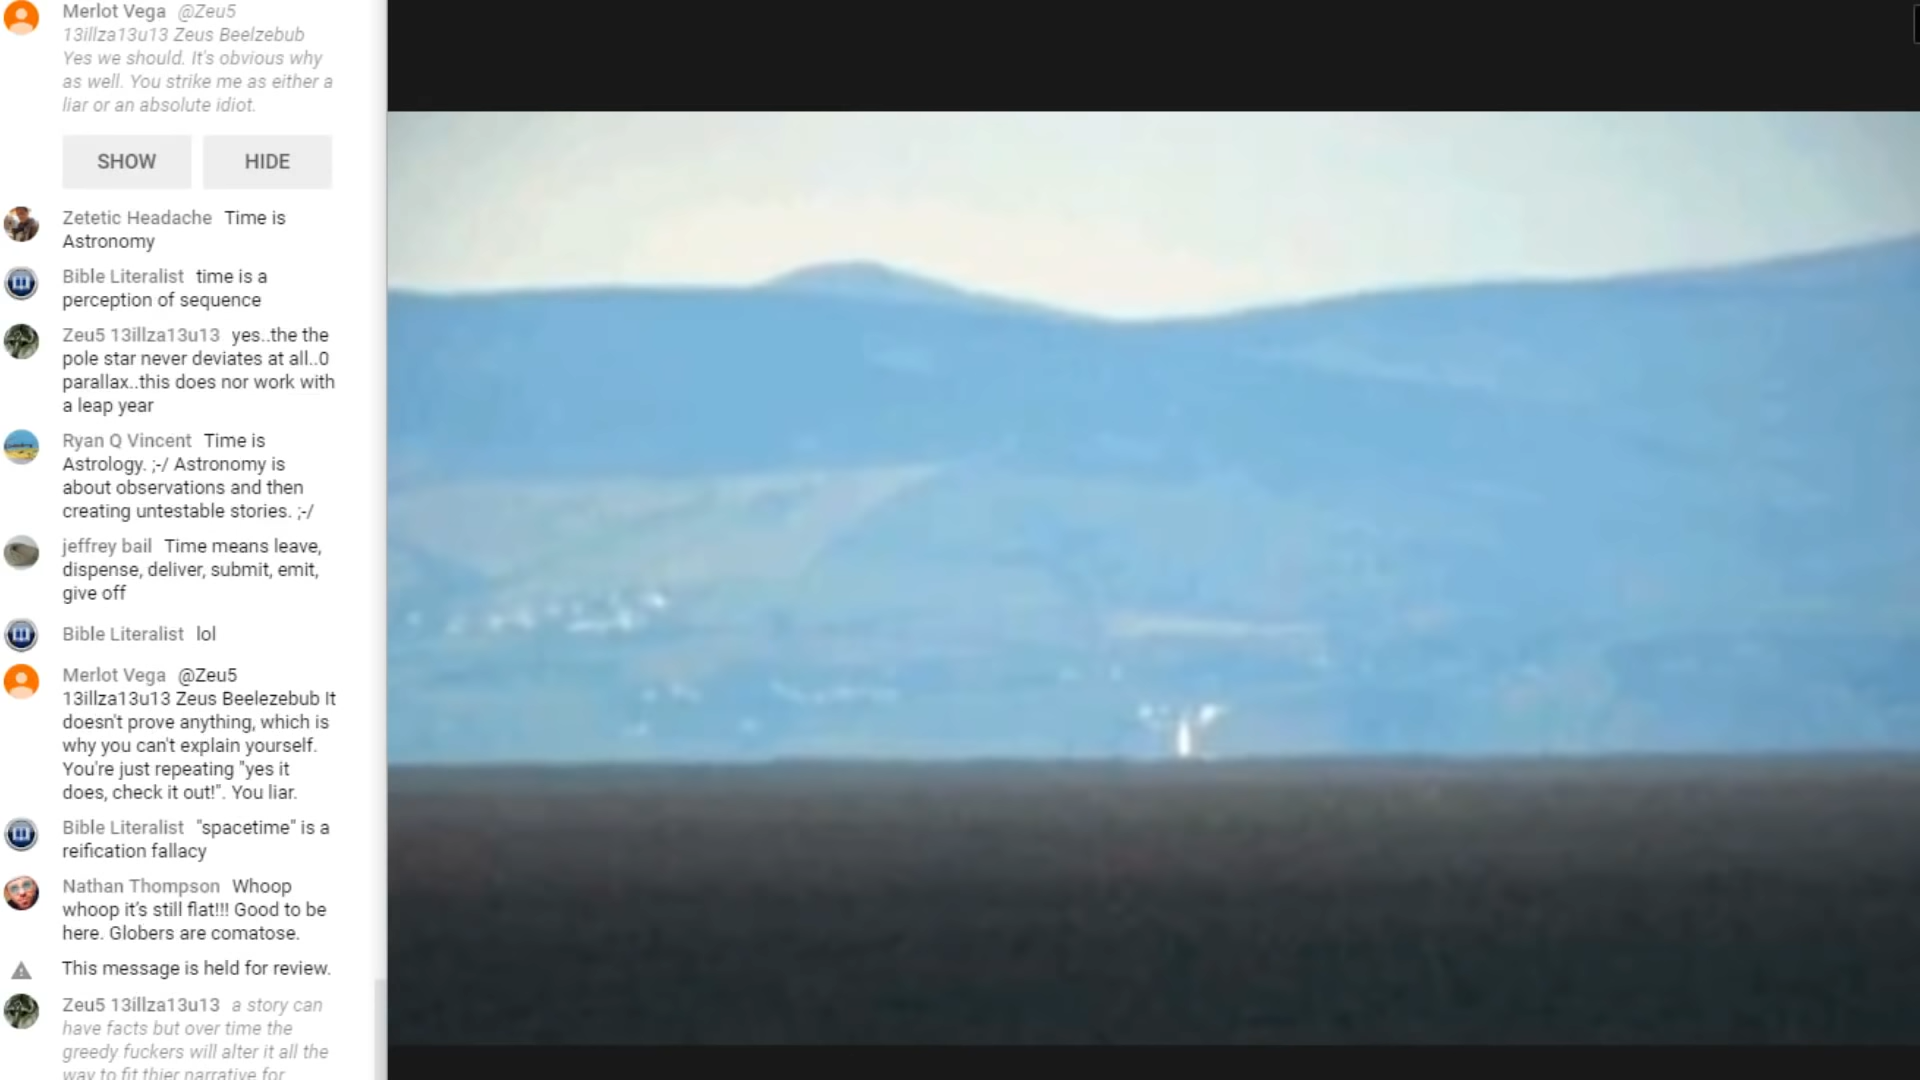 Merlot Vega @Zeu5
13illza13u13 Zeus Beelzebub
Yes we should. It's obvious why
as well. You strike me as either a
liar or an absolute idiot.
SHOW HIDE
Zetetic Headache Time is
Astronomy
Bible Literalist time is a
perception of sequence
Zeu5 13illza13u13 yes..the the
pole star never deviates at all..0
parallax..this does nor work with
a leap year
Ryan Q Vincent Time is
Astrology. ;-/ Astronomy is
about observations and then
creating untestable stories. ;-/
jeffrey bail Time means leave,
dispense, deliver, submit, emit,
give off
Bible Literalist lol
Merlot Vega @Zeu5
13illza13u13 Zeus Beelezebub It
doesn't prove anything, which is
why you can't explain yourself.
You're just repeating "yes it
does, check it out!". You liar.
Bible Literalist "spacetime" is a
reification fallacy
Nathan Thompson Whoop
whoop it's still flat!!! Good to be
here. Globers are comatose.
This message is held for review.
Zeu5 13illza13u13 a story can
have facts but over time the
greedy fuckers will alter it all the
way to fit thier narrative for